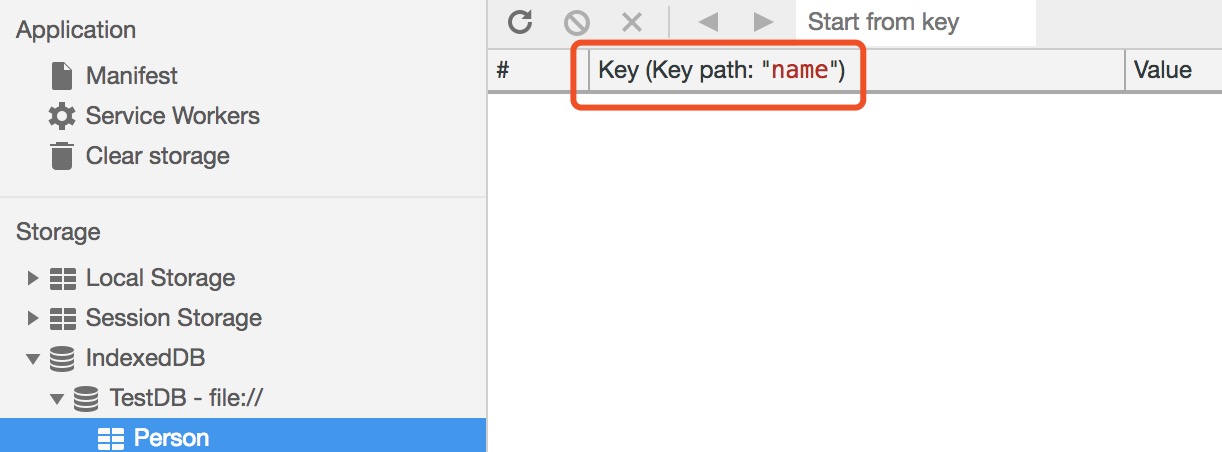 Application
Manifest
Service Workers
Clear storage
Storage
Local Storage
Session Storage
IndexedDB
TestDB - file://
Person
Start from key
# Key (Key path: "name") Value